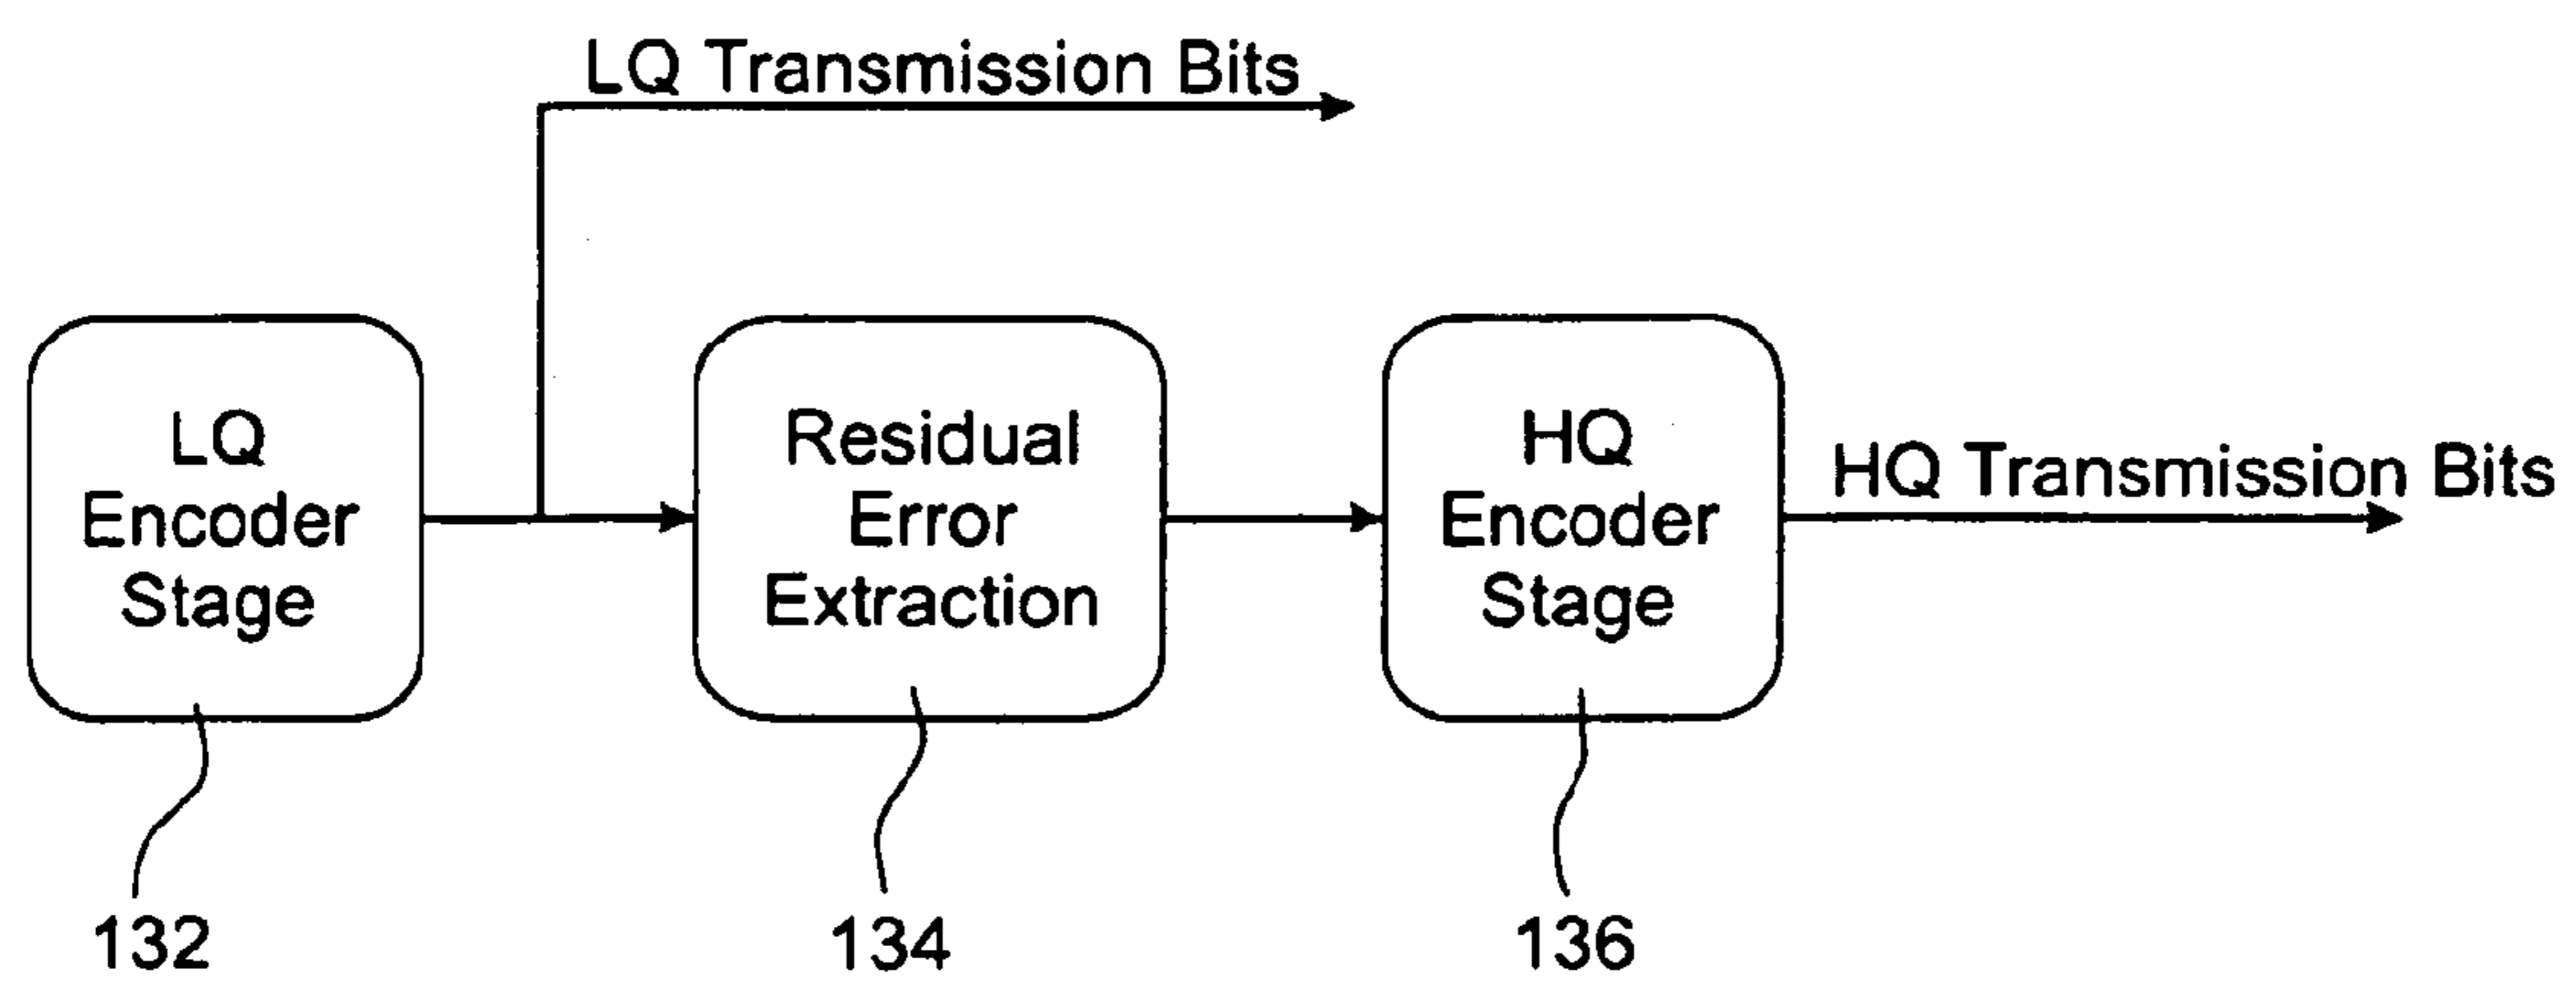 LQ Transmission Bits
LQ
Encoder
Stage
Residual
Error
Extraction
HQ
Encoder
Stage
HQ Transmission Bits
132
134
136